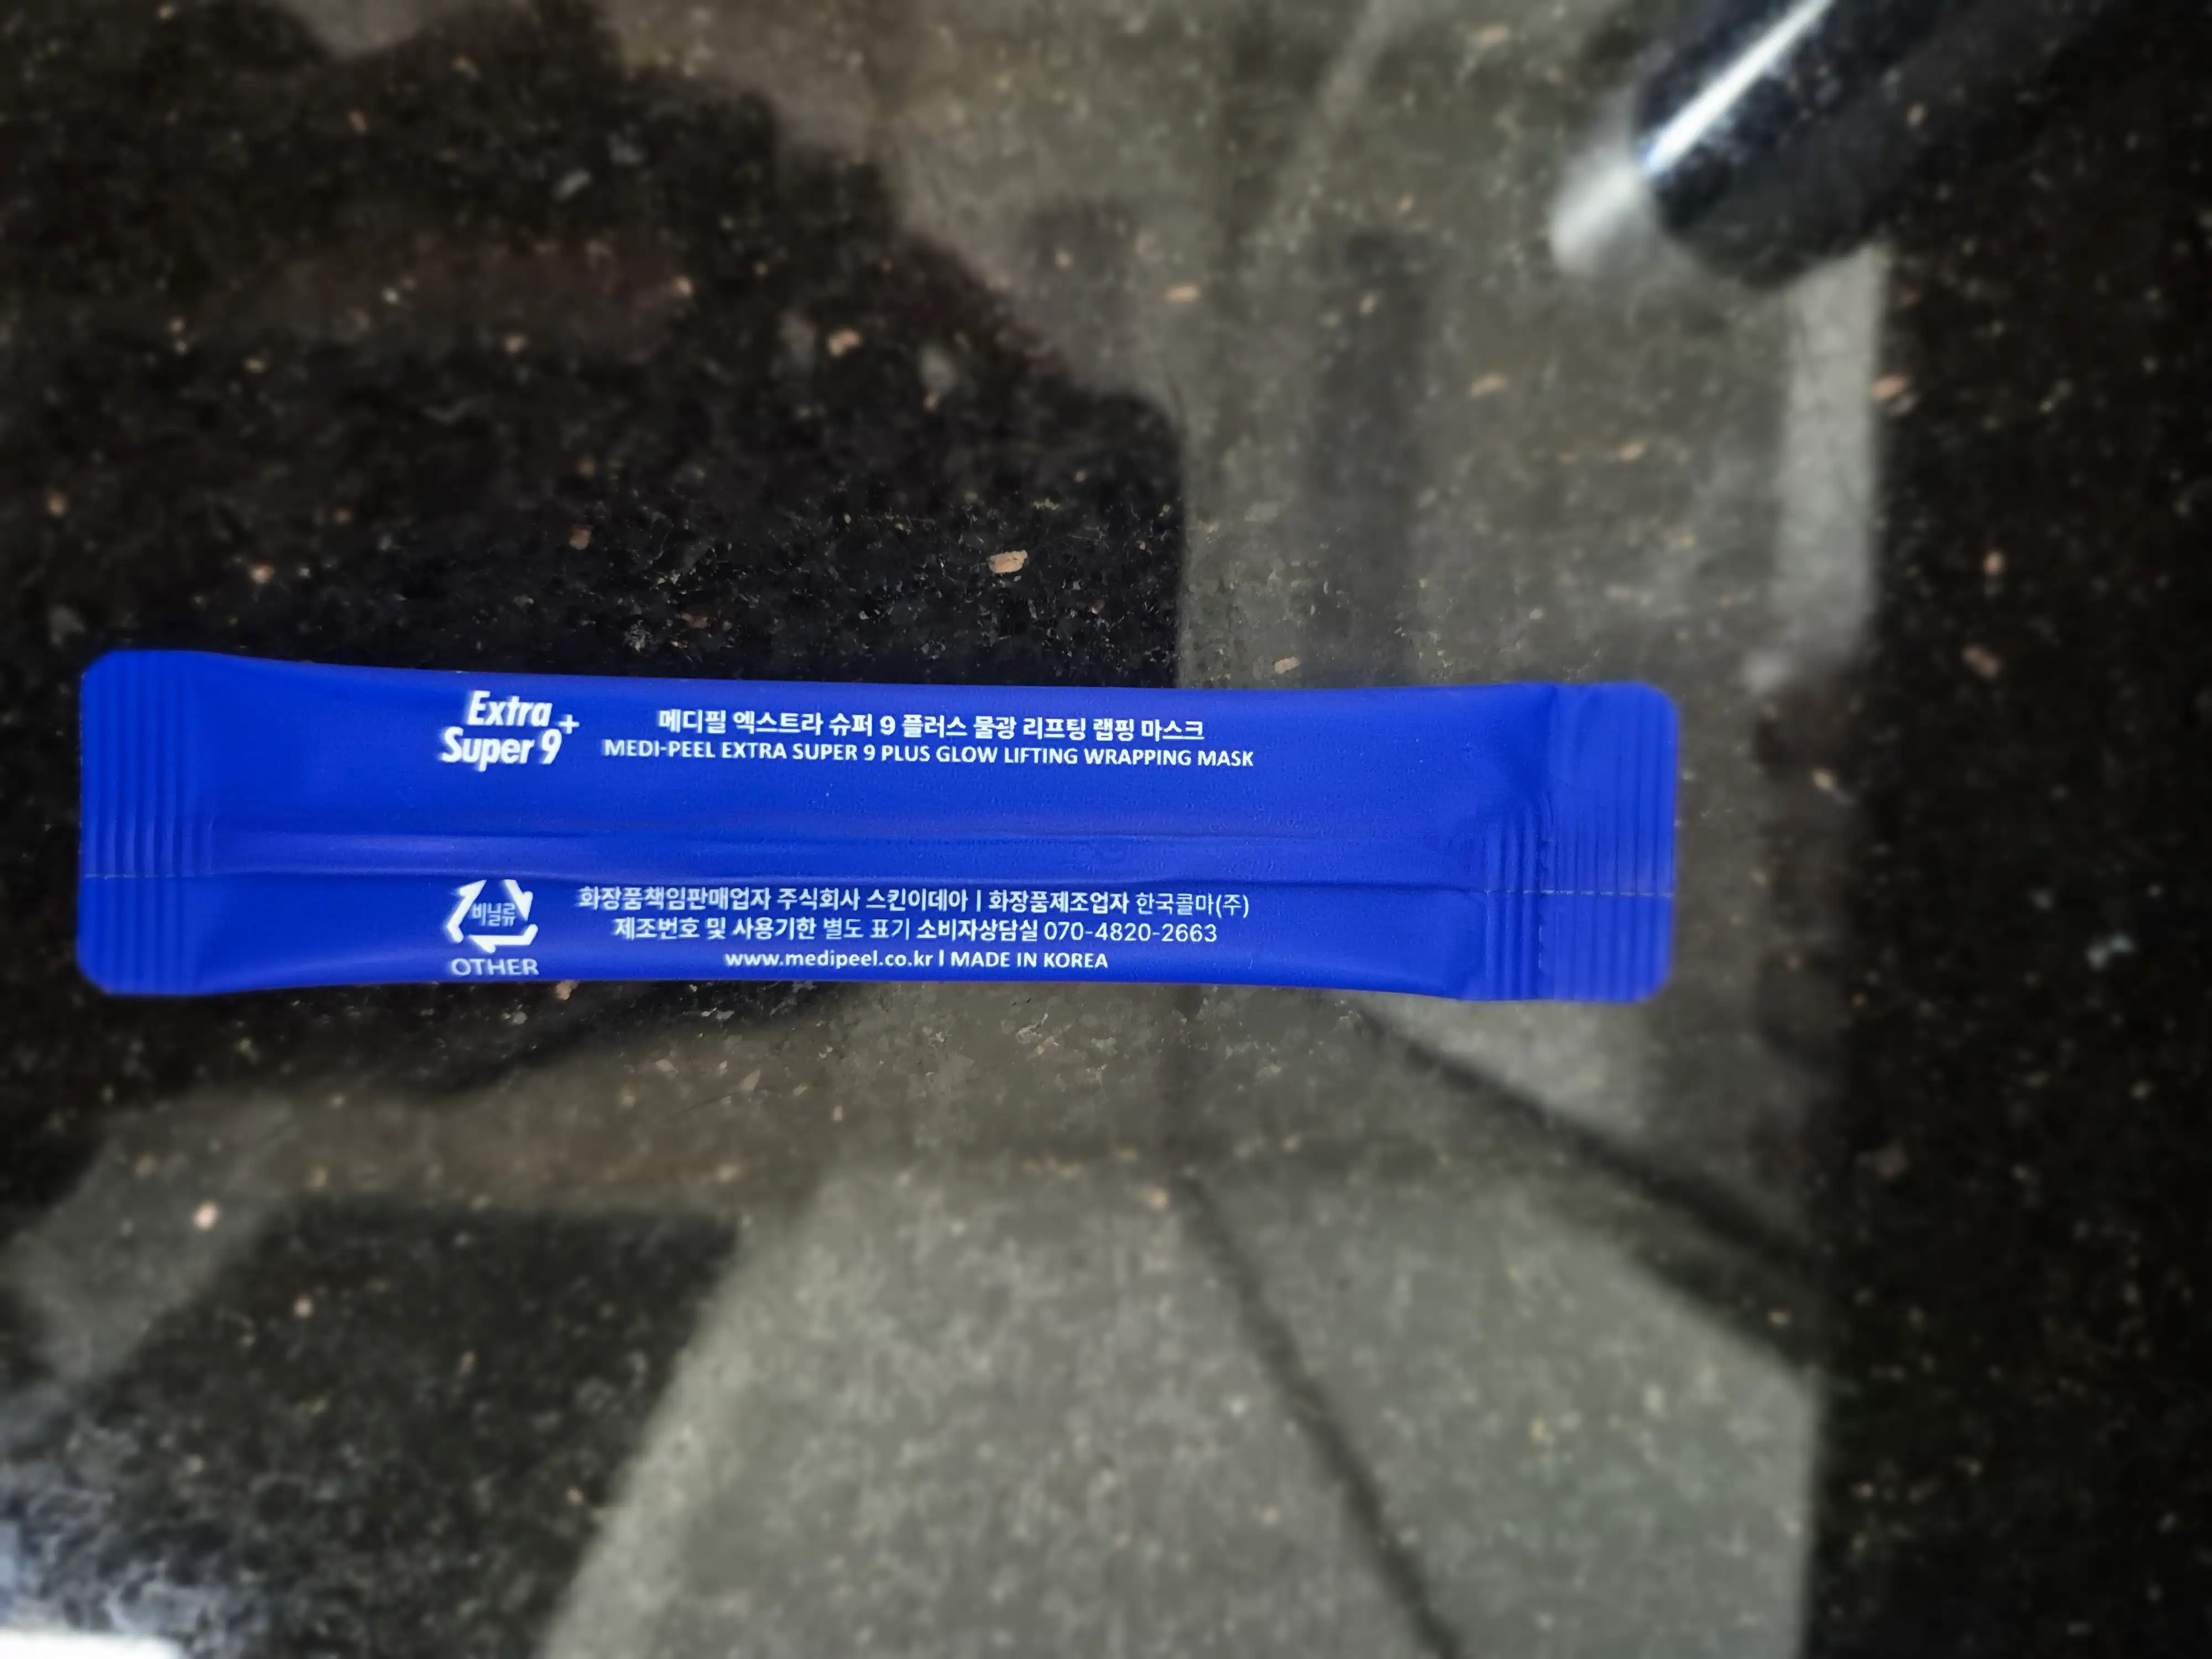 Extra
Super 9+
메디필 엑스트라 슈퍼 9 플러스 물광 리프팅 랩핑 마스크
MEDI-PEEL EXTRA SUPER 9 PLUS GLOW LIFTING WRAPPING MASK
비닐류
OTHER
화장품책임판매업자 주식회사 스킨이데아 | 화장품제조업자 한국콜마(주)
제조번호 및 사용기한 별도 표기 소비자상담실 070-4820-2663
www.medipeel.co.kr | MADE IN KOREA